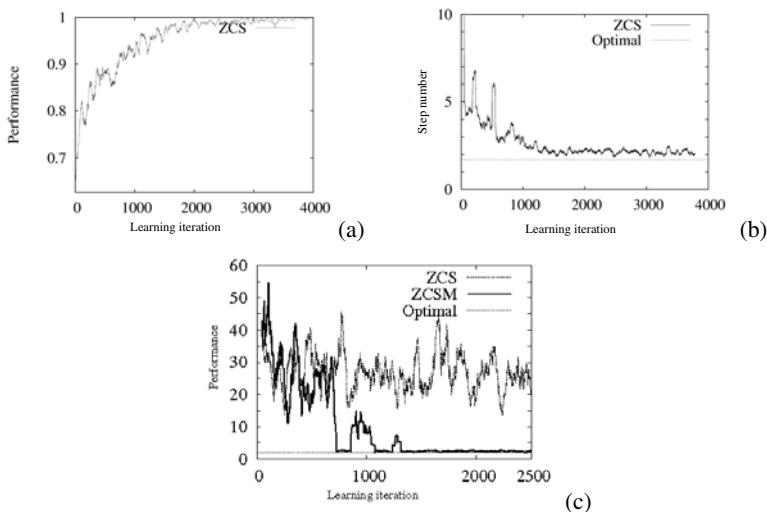 1
0.9
0.8
0.7
Performance
ZCS
0 1000 2000 3000 4000
Learning iteration
(a)
10
5
0
Step number
ZCS
Optimal
0 1000 2000 3000 4000
Learning iteration
(b)
60
50
40
30
20
10
0
Performance
ZCS
ZCSM
Optimal
0 1000 2000 2500
Learning iteration
(c)